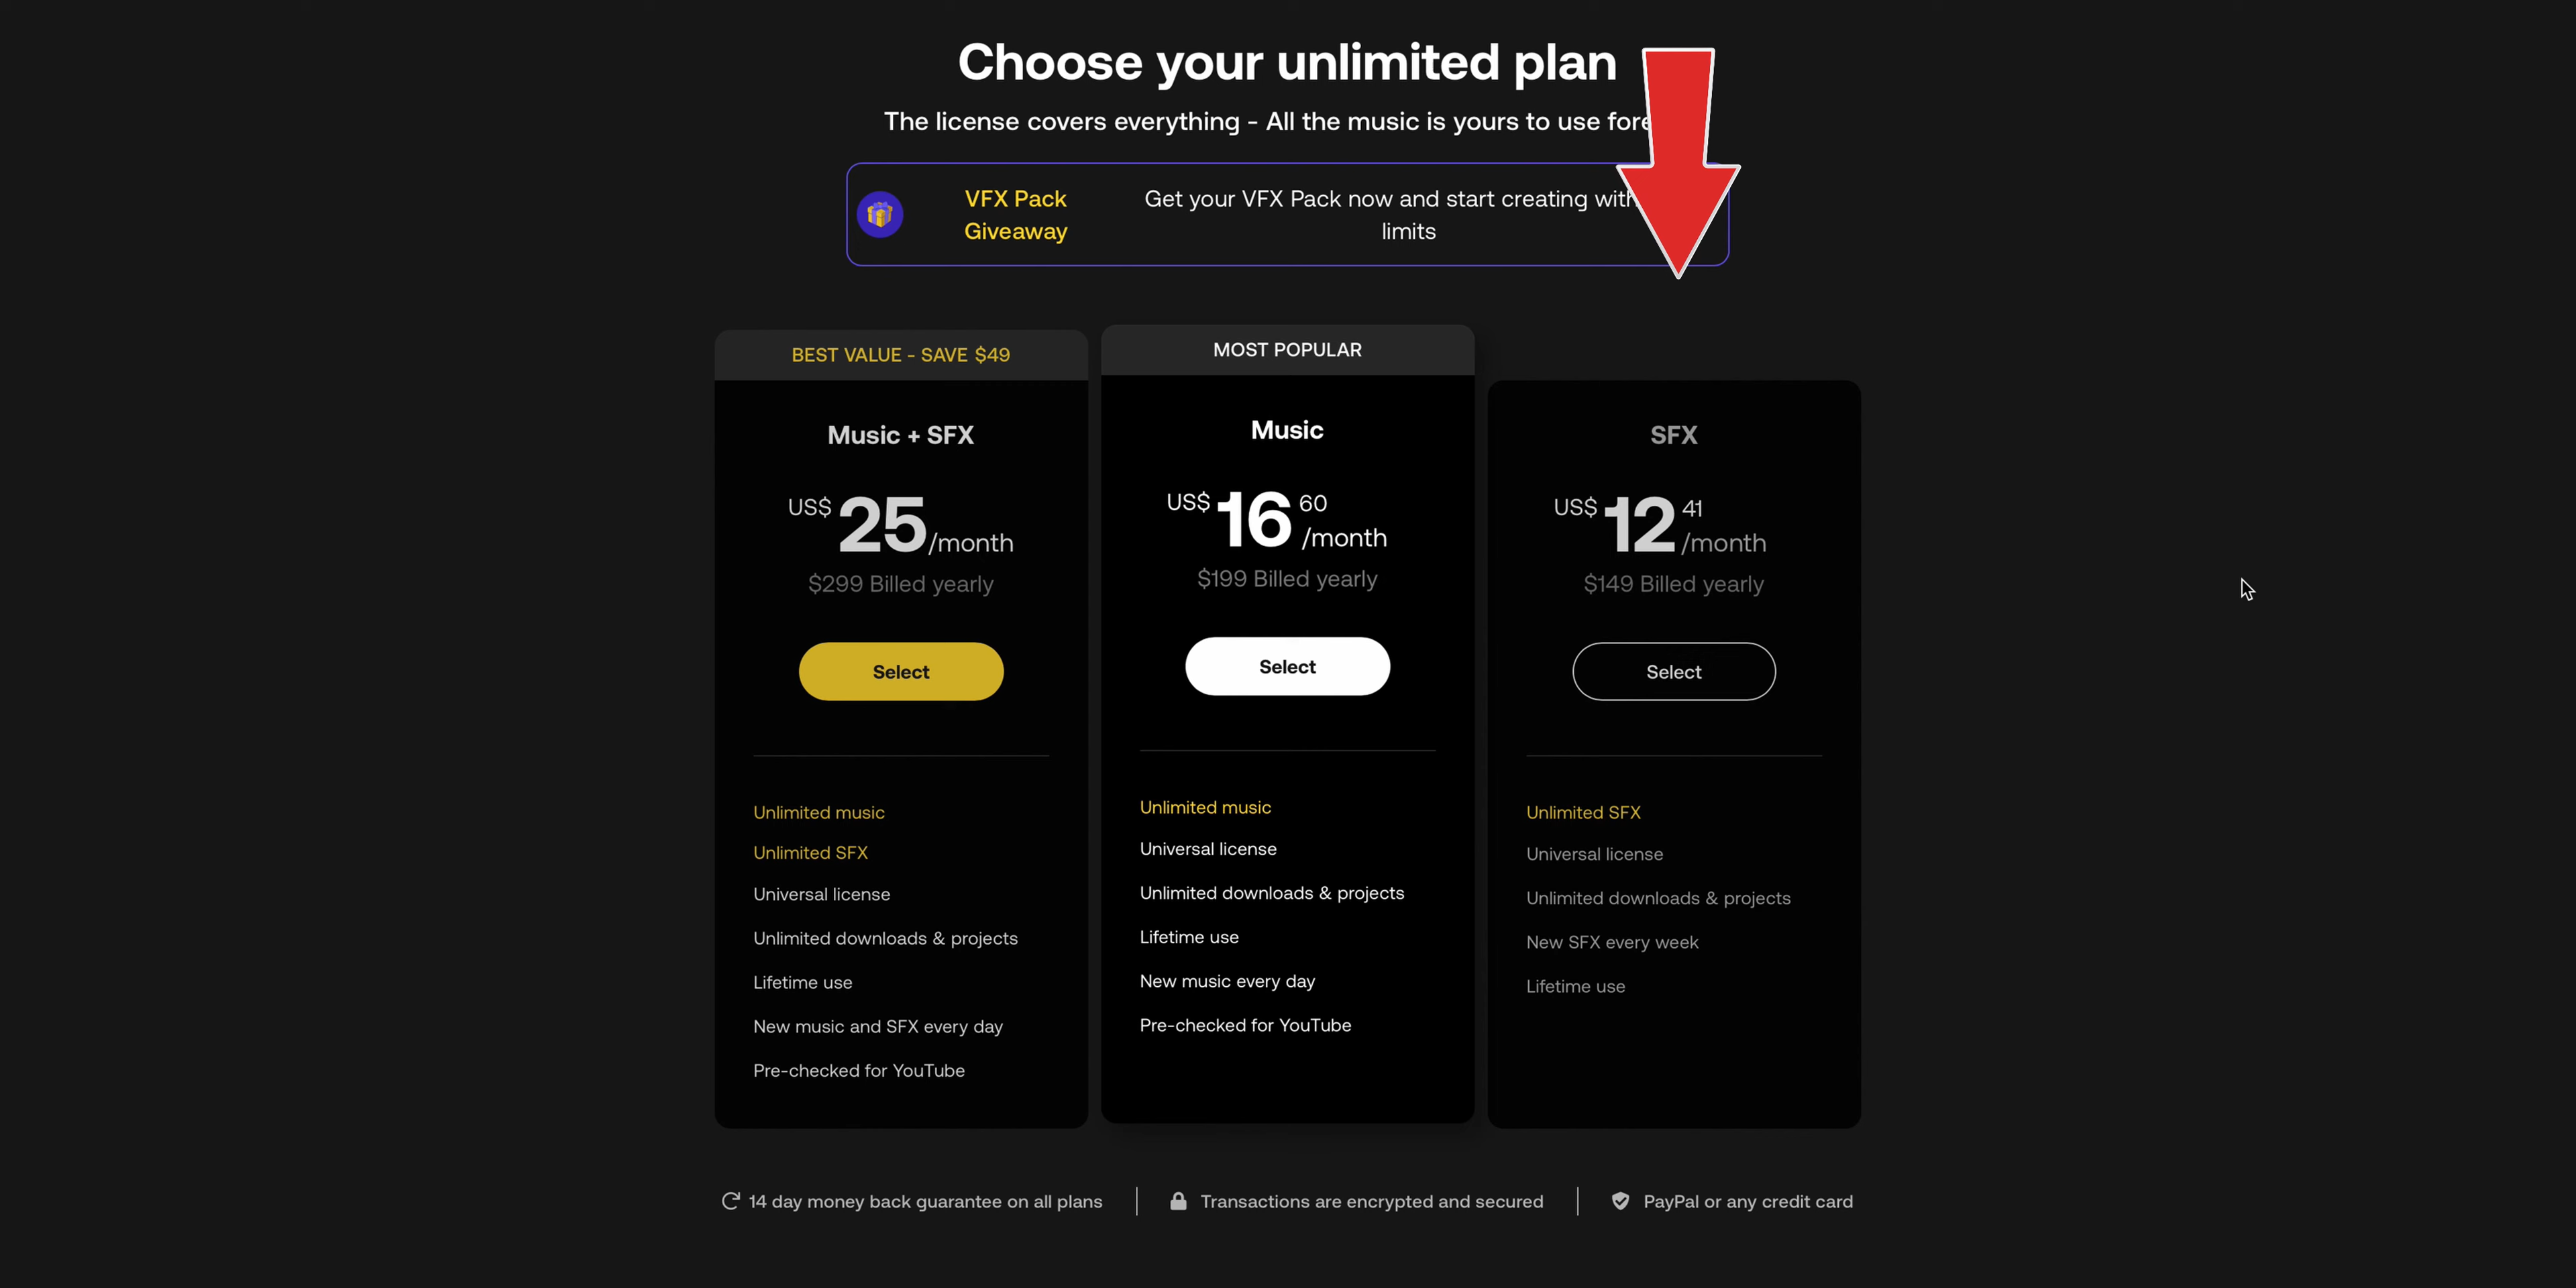 Choose your unlimited plan
The license covers everything - All the music is yours to use
VFX Pack
Giveaway
Get your VFX Pack now and start creating
limits
BEST VALUE - SAVE $49
Music + SFX
US$ 25 /month
$299 Billed yearly
Select
Unlimited music
Unlimited SFX
Universal license
Unlimited downloads & projects
Lifetime use
New music and SFX every day
Pre-checked for YouTube
MOST POPULAR
Music
US$ 16 60 /month
$199 Billed yearly
Select
Unlimited music
Universal license
Unlimited downloads & projects
Lifetime use
New music every day
Pre-checked for YouTube
SFX
US$ 12 41 /month
$149 Billed yearly
Select
Unlimited SFX
Universal license
Unlimited downloads & projects
New SFX every week
Lifetime use
14 day money back guarantee on all plans
Transactions are encrypted and secured
PayPal or any credit card